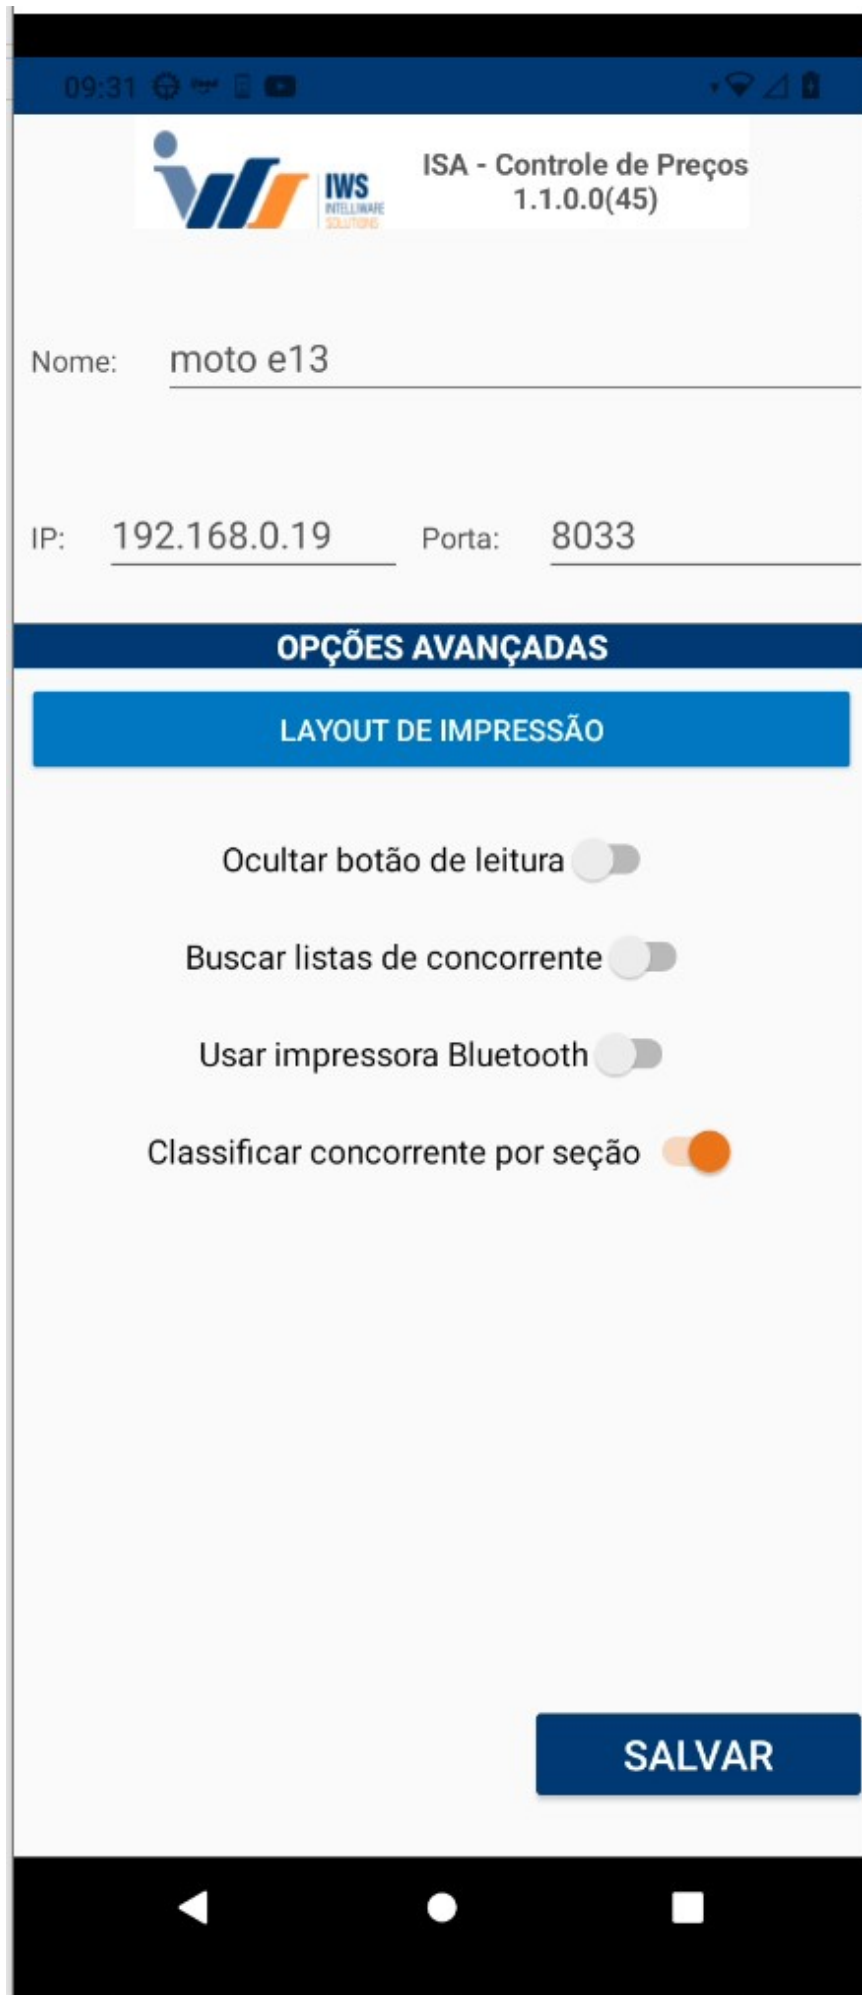 09:31
ISA - Controle de Preços
1.1.0.0(45)
IWS
INTELLIWARE
SOLUTIONS
Nome: moto e13
IP: 192.168.0.19 Porta: 8033
OPÇÕES AVANÇADAS
LAYOUT DE IMPRESSÃO
Ocultar botão de leitura
Buscar listas de concorrente
Usar impressora Bluetooth
Classificar concorrente por seção
SALVAR